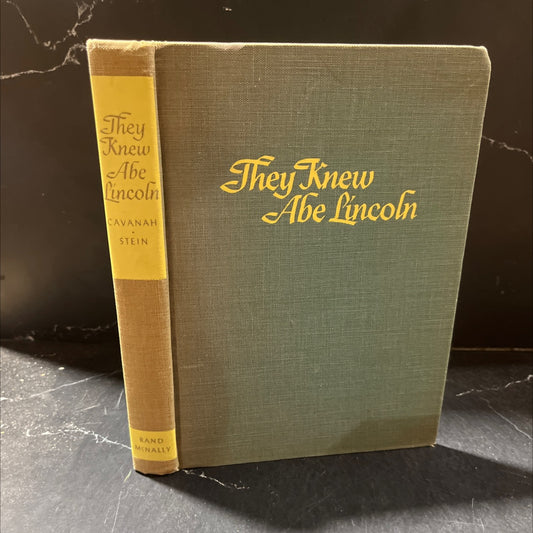 They
Knew
Abe
Lincoln
CAVANAH
·
STEIN
RAND
McNALLY
They Knew
Abe Lincoln